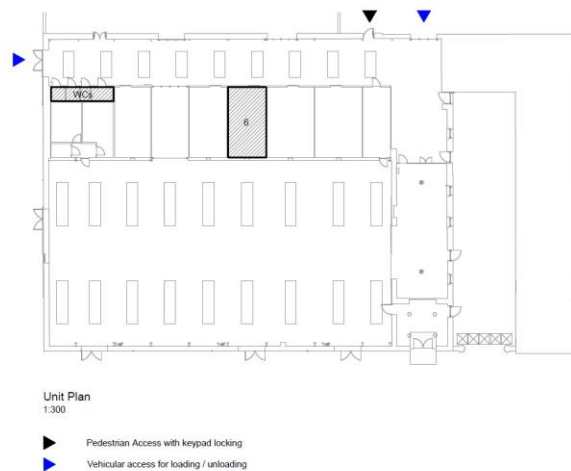 WCs
6
Unit Plan
1:300
Pedestrian Access with keypad locking
Vehicular access for loading / unloading